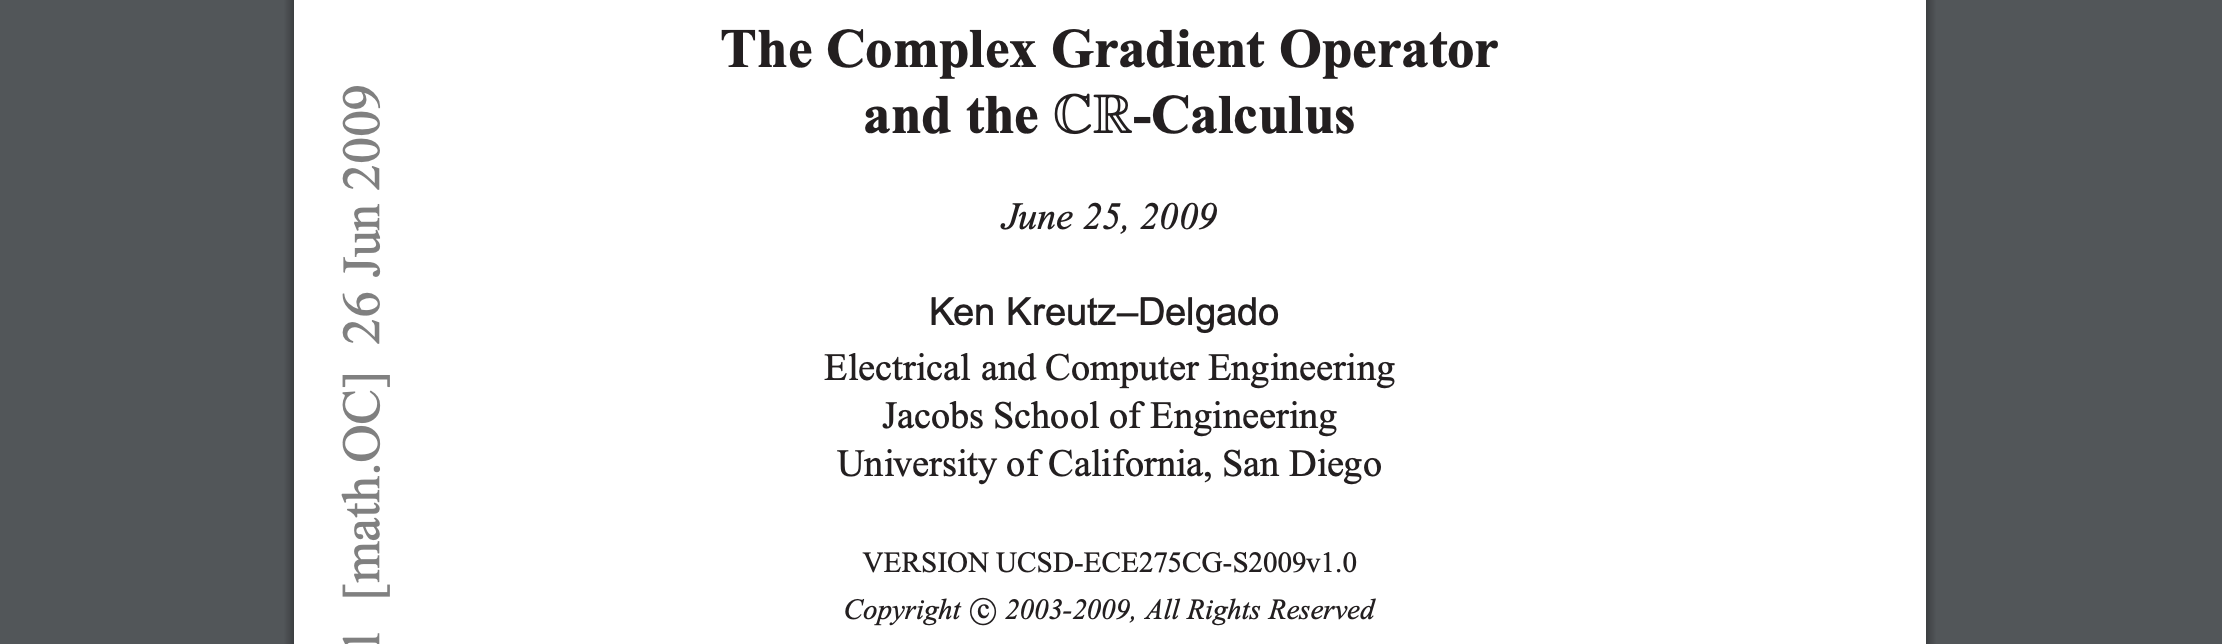 The Complex Gradient Operator
and the ℂℝ-Calculus
June 25, 2009
Ken Kreutz–Delgado
Electrical and Computer Engineering
Jacobs School of Engineering
University of California, San Diego
VERSION UCSD-ECE275CG-S2009v1.0
Copyright © 2003-2009, All Rights Reserved
[math.OC] 26 Jun 2009